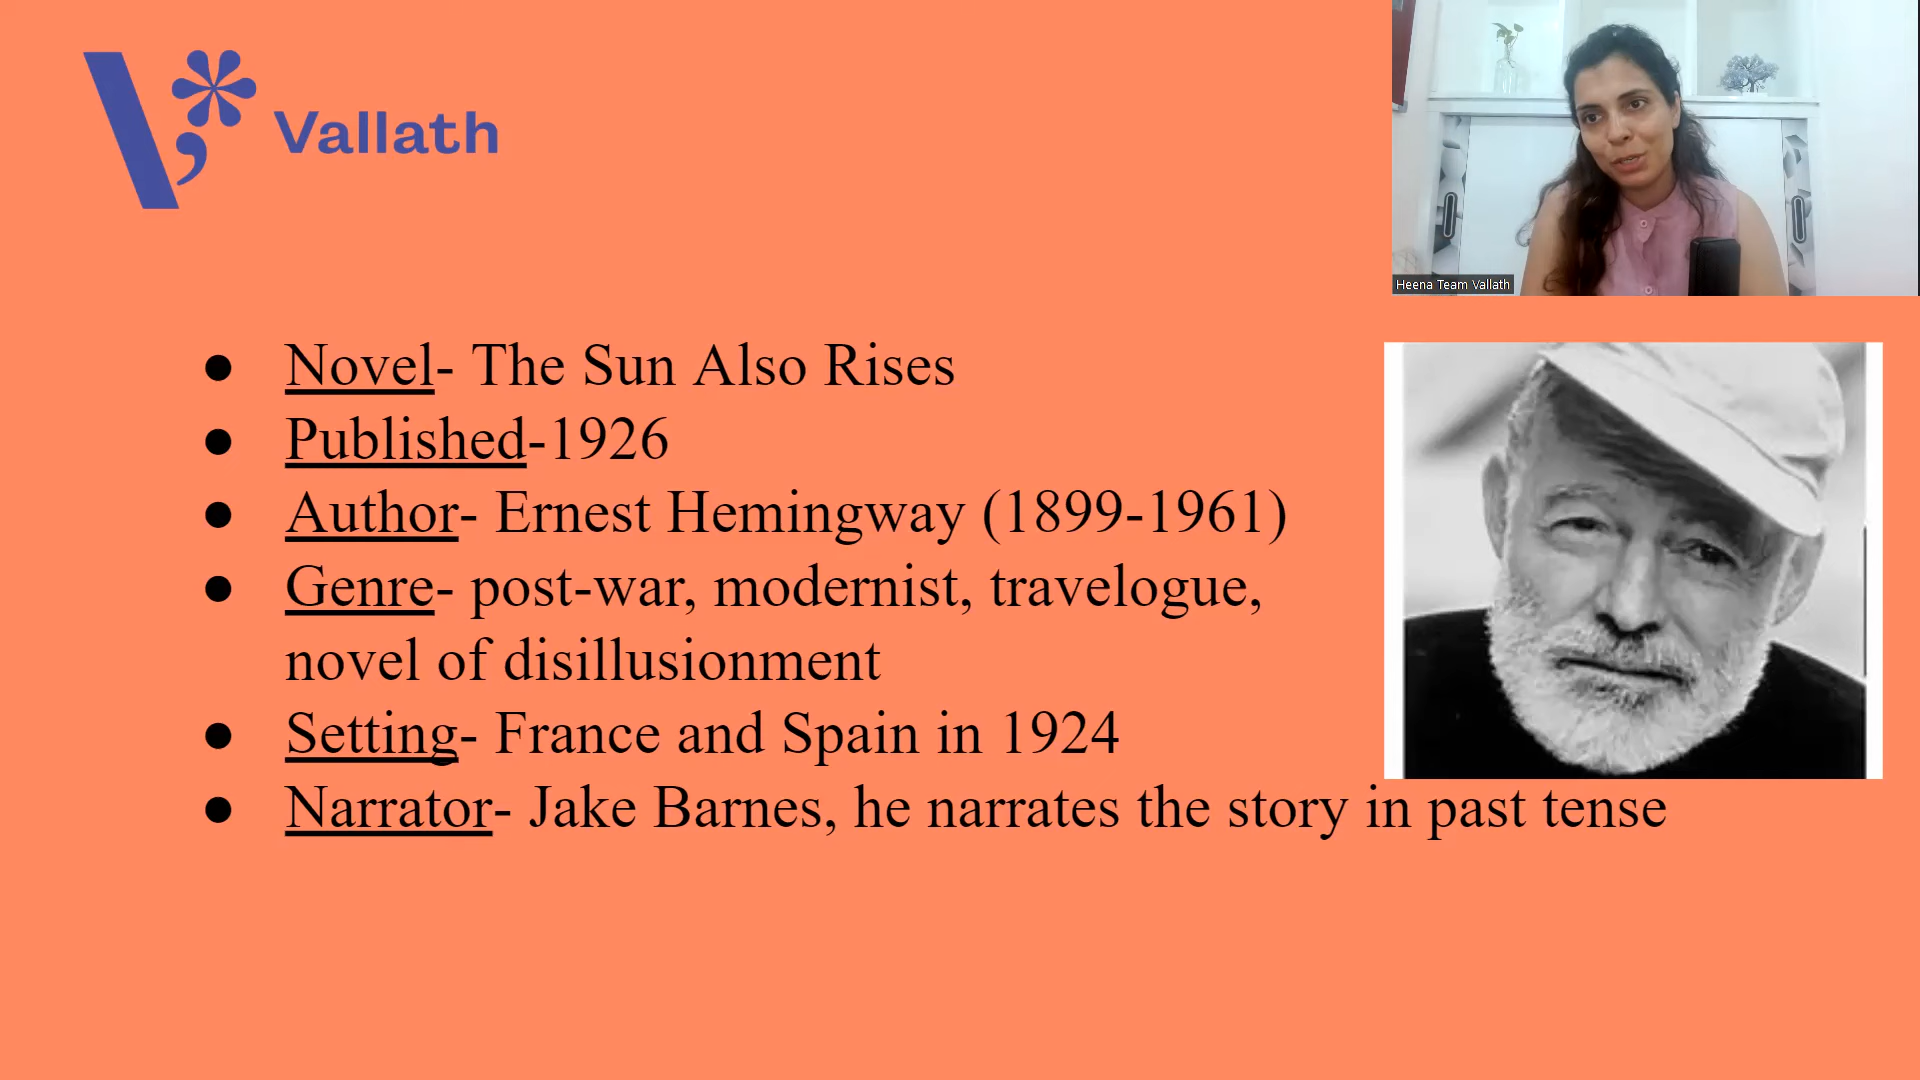 Vallath
Heena Team Vallath
● Novel- The Sun Also Rises
● Published-1926
● Author- Ernest Hemingway (1899-1961)
● Genre- post-war, modernist, travelogue,
novel of disillusionment
● Setting- France and Spain in 1924
● Narrator- Jake Barnes, he narrates the story in past tense